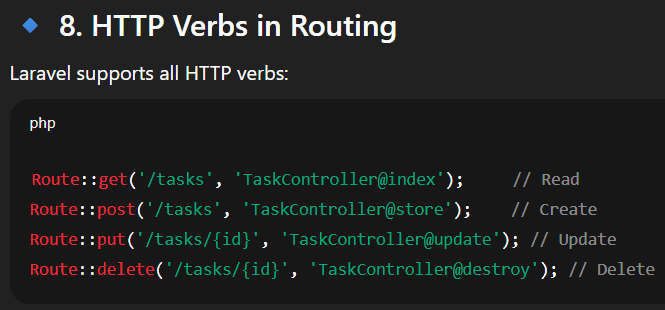 🔹 8. HTTP Verbs in Routing
Laravel supports all HTTP verbs:
php
Route::get('/tasks', 'TaskController@index');     // Read
Route::post('/tasks', 'TaskController@store');    // Create
Route::put('/tasks/{id}', 'TaskController@update'); // Update
Route::delete('/tasks/{id}', 'TaskController@destroy'); // Delete